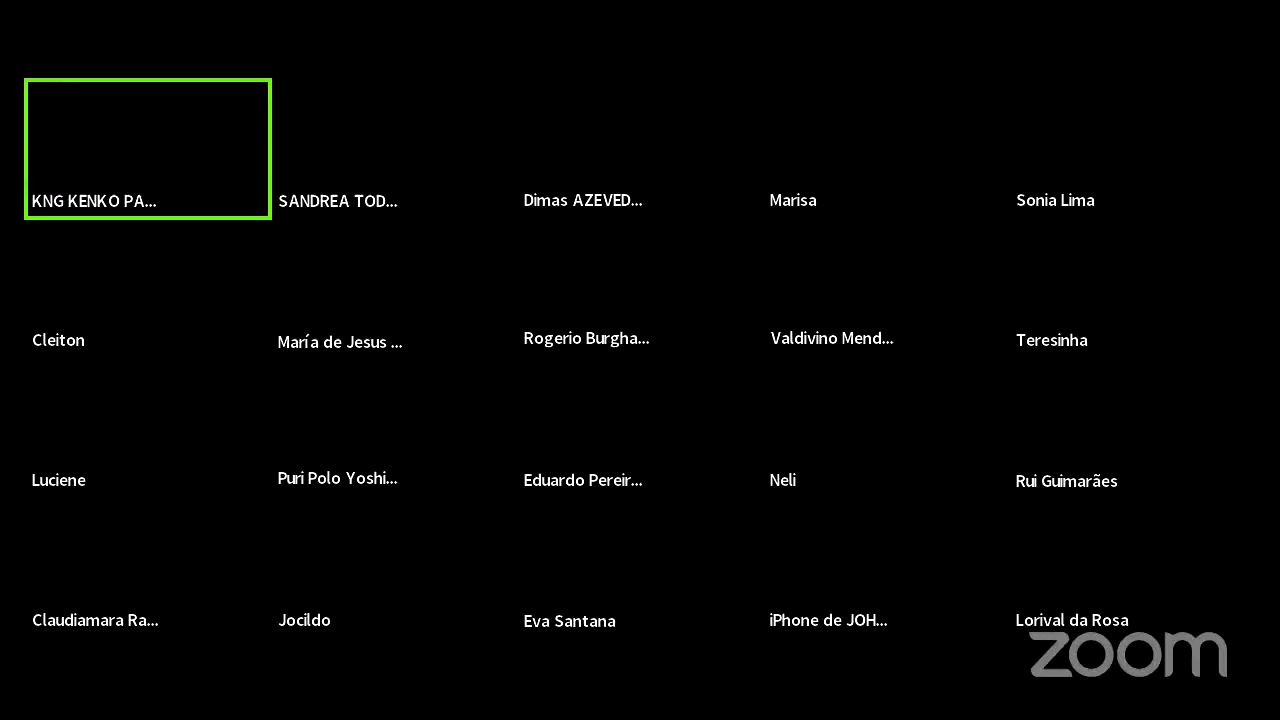 KNG KENKO PA...
SANDREA TOD...
Dimas AZEVED...
Marisa
Sonia Lima
Cleiton
María de Jesus ...
Rogerio Burgha...
Valdivino Mend...
Teresinha
Luciene
Puri Polo Yoshi...
Eduardo Pereir...
Neli
Rui Guimarães
Claudiamara Ra...
Jocildo
Eva Santana
iPhone de JOH...
Lorival da Rosa
zoom